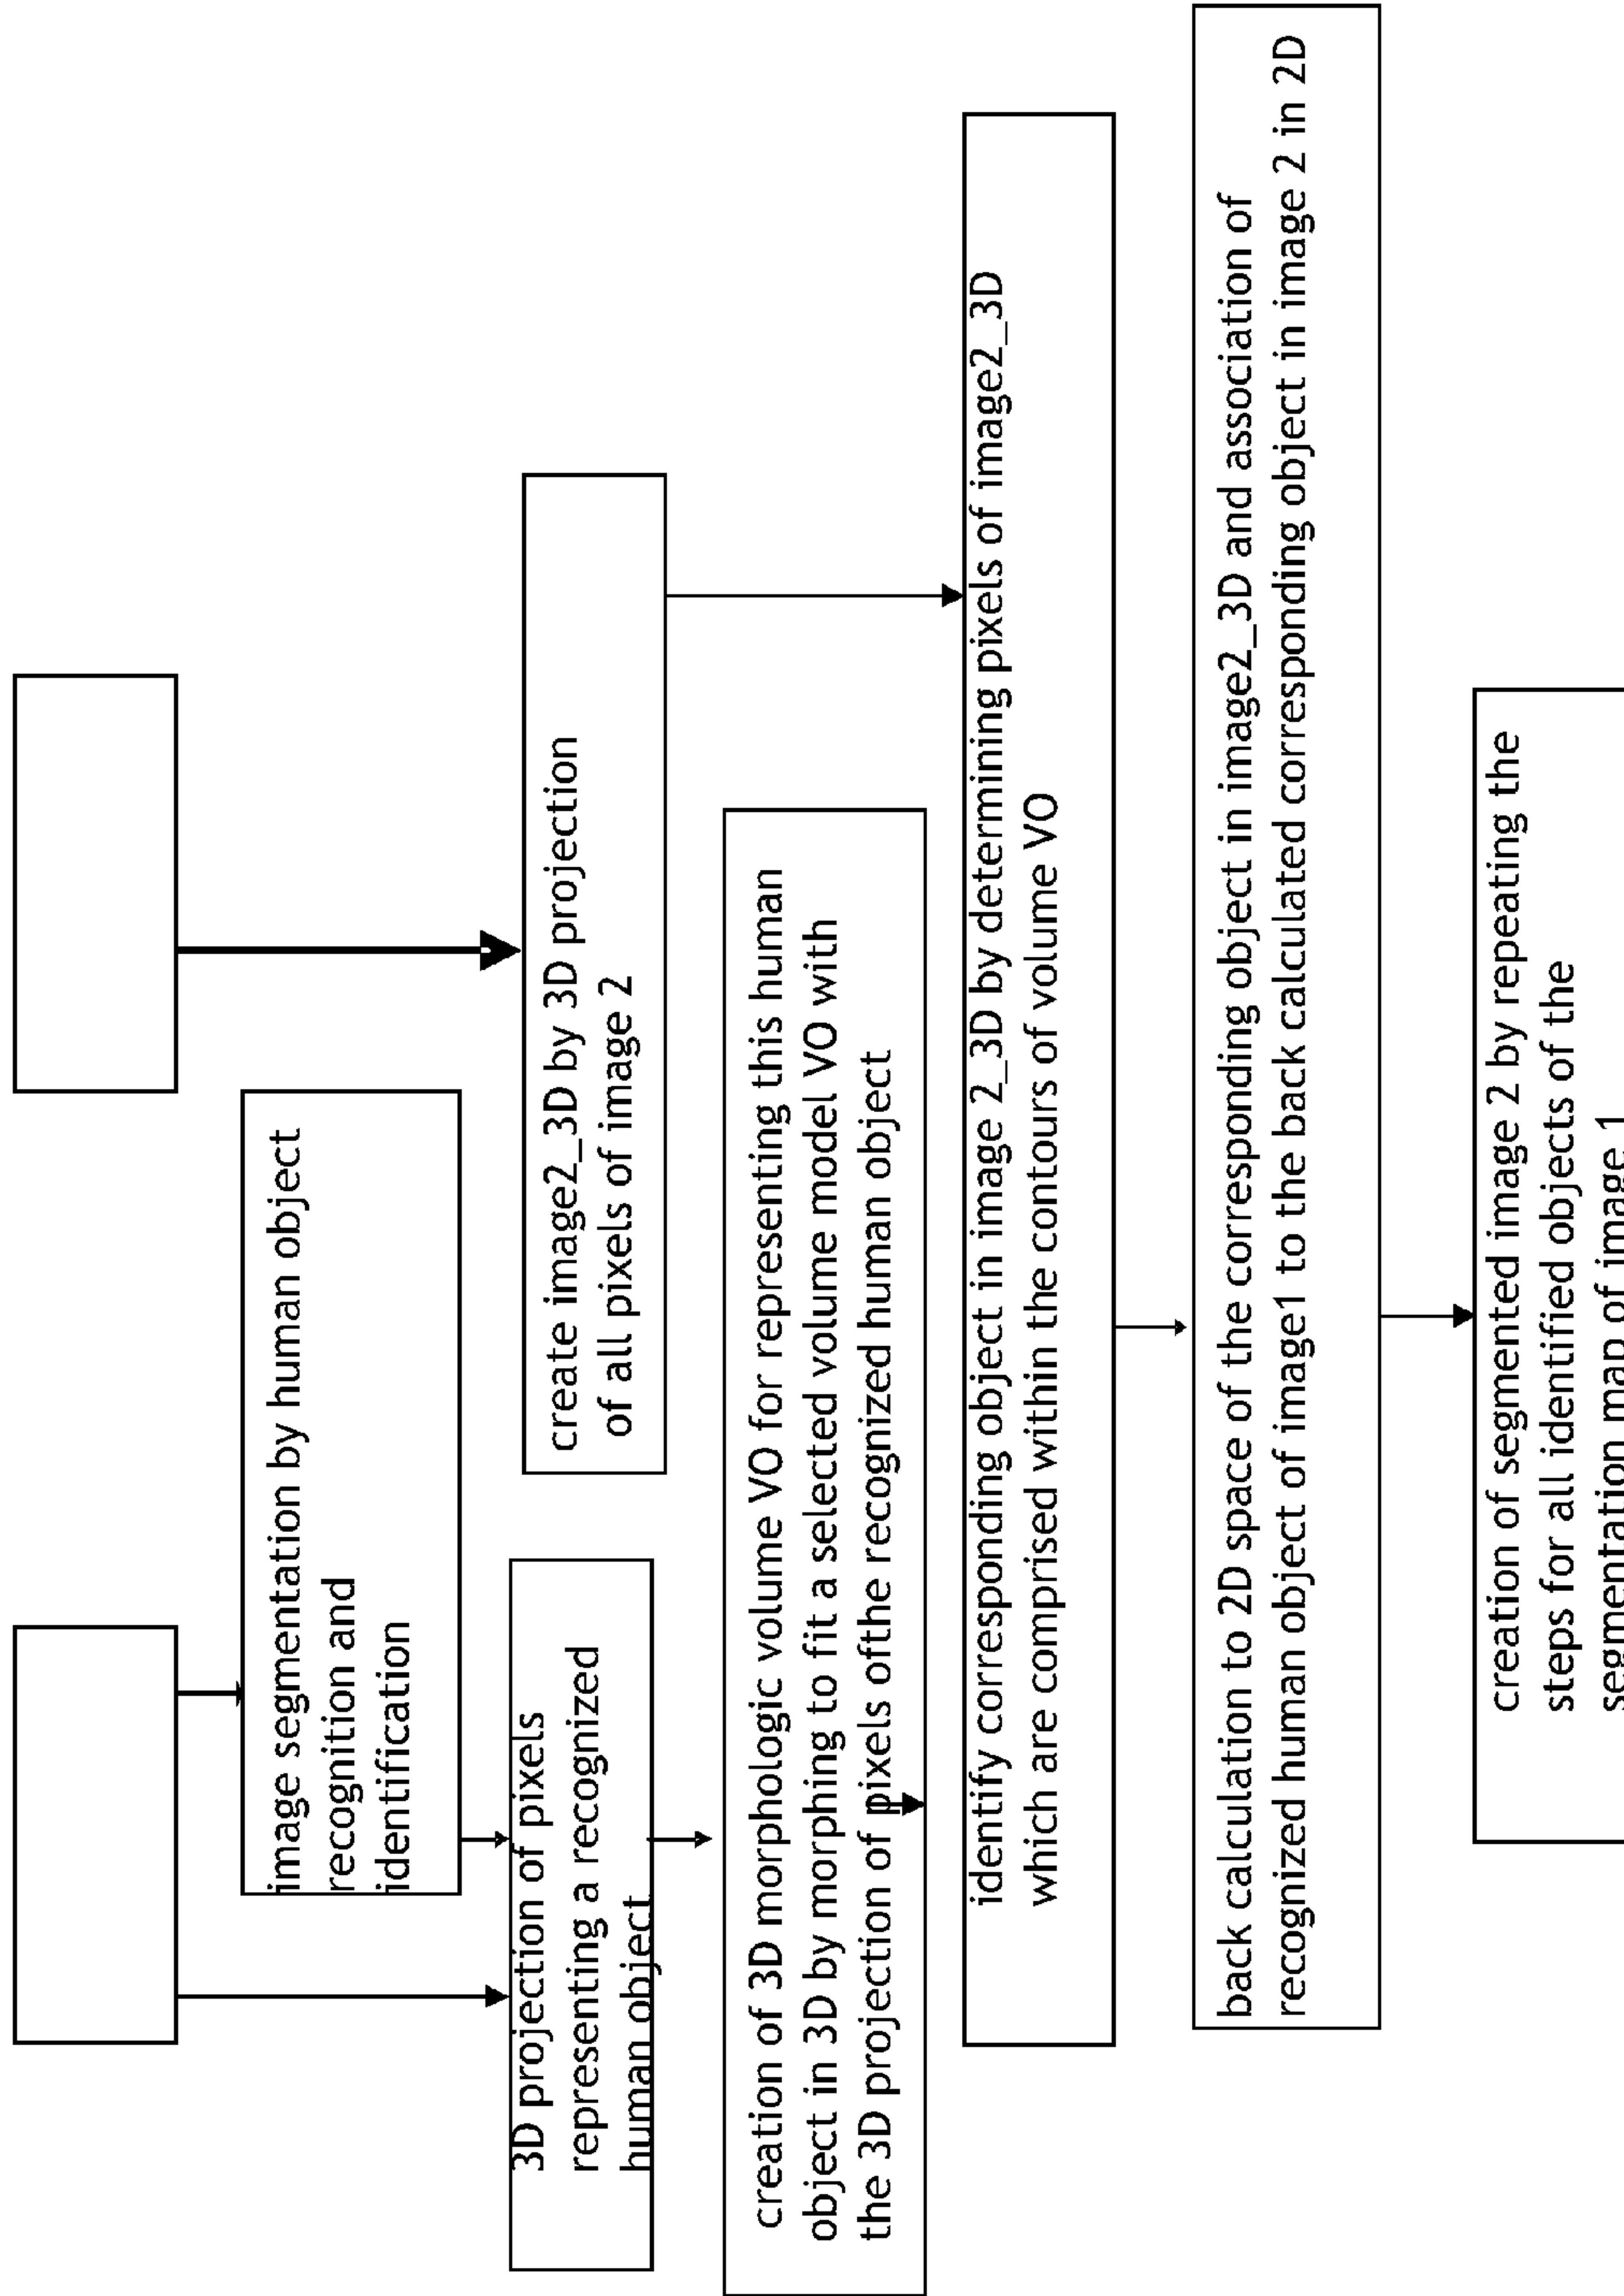 image segmentation by human object
recognition and
identification
3D projection of pixels
representing a recognized
human object
create image2_3D by 3D projection
of all pixels of image 2
creation of 3D morphologic volume VO for representing this human
object in 3D by morphing to fit a selected volume model VO with
the 3D projection of pixels ofthe recognized human object
identify corresponding object in image 2_3D by determining pixels of image2_3D
which are comprised within the contours of volume VO
back calculation to 2D space of the corresponding object in image2_3D and association of
recognized human object of image1 to the back calculated corresponding object in image 2 in 2D
creation of segmented image 2 by repeating the
steps for all identified objects of the
segmentation map of image 1